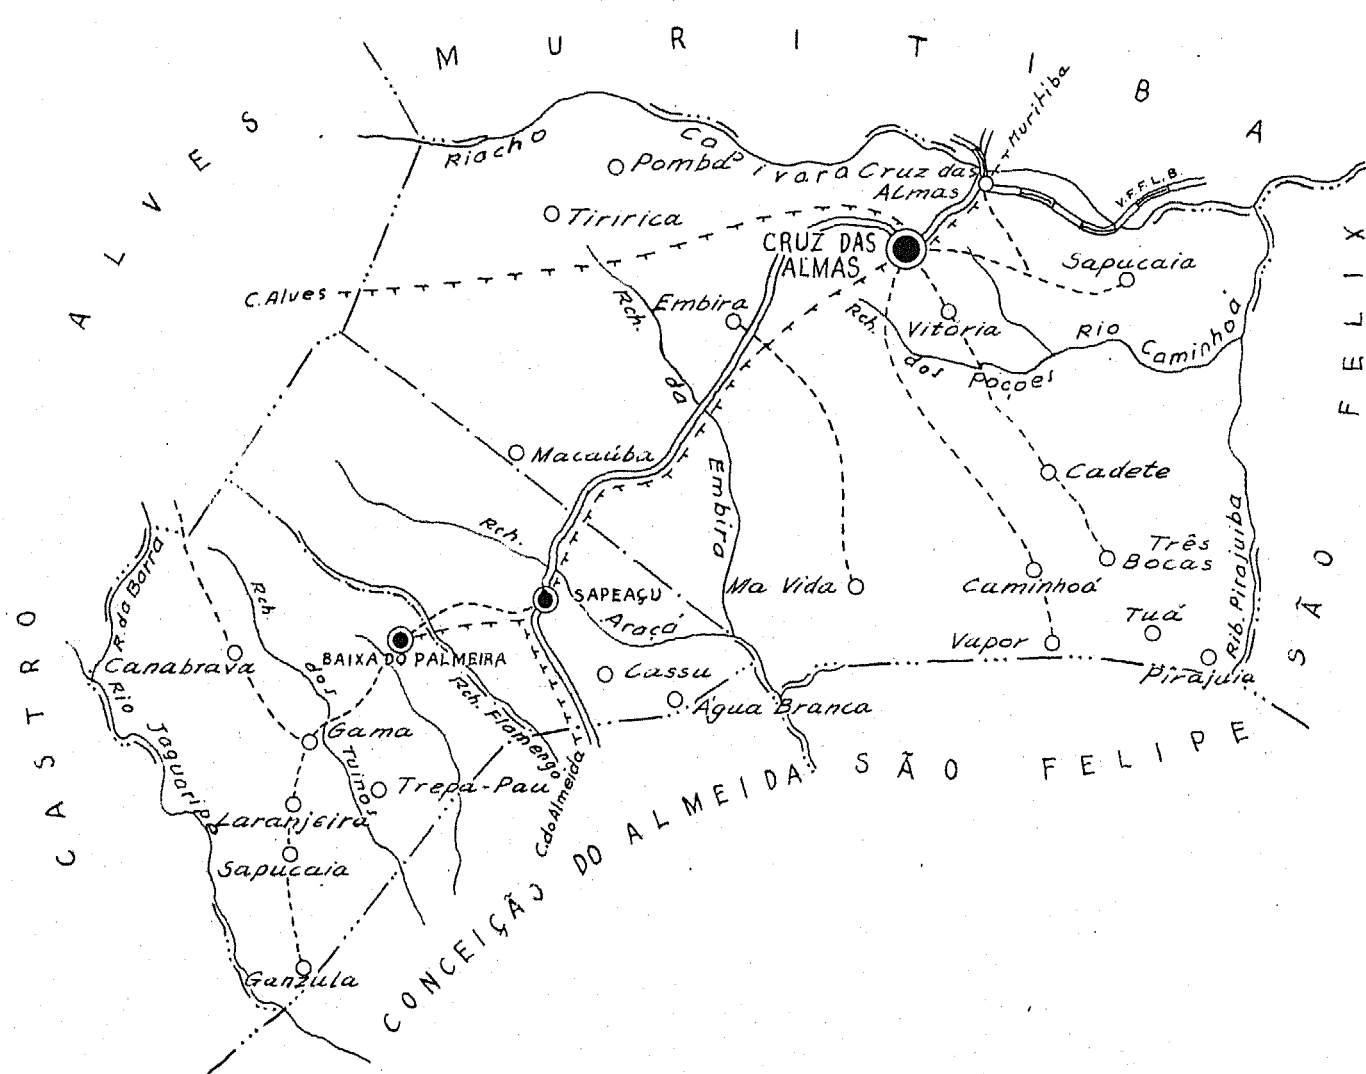 MURITIBA
CASTRO ALVES
SÃO FELIX
Muritiba
Riacho Capivara
Pomba
Cruz das
Almas
V.F.F.L.B.
Tiririca
CRUZ DAS
ALMAS
Sapucaia
C. Alves
Rch. da Embira
Embira
Rch. dos Poções
Vitória
Rio Caminhoá
Macaúba
Cadete
Rch. Araçá
Três
Bocas
Rib. Pirajuiba
R. da Barra
Rch. dos Tuinos
SAPEAÇU
Ma Vida
Caminhoá
Tuá
Vapor
Canabrava
BAIXA DO PALMEIRA
Cassu
Pirajuia
Rio Jaguaripe
Rch. Flamengo
Água Branca
Gama
Trepa-Pau
C. do Almeida
Laranjeira
Sapucaia
Ganzula
CONCEIÇÃO DO ALMEIDA
SÃO FELIPE